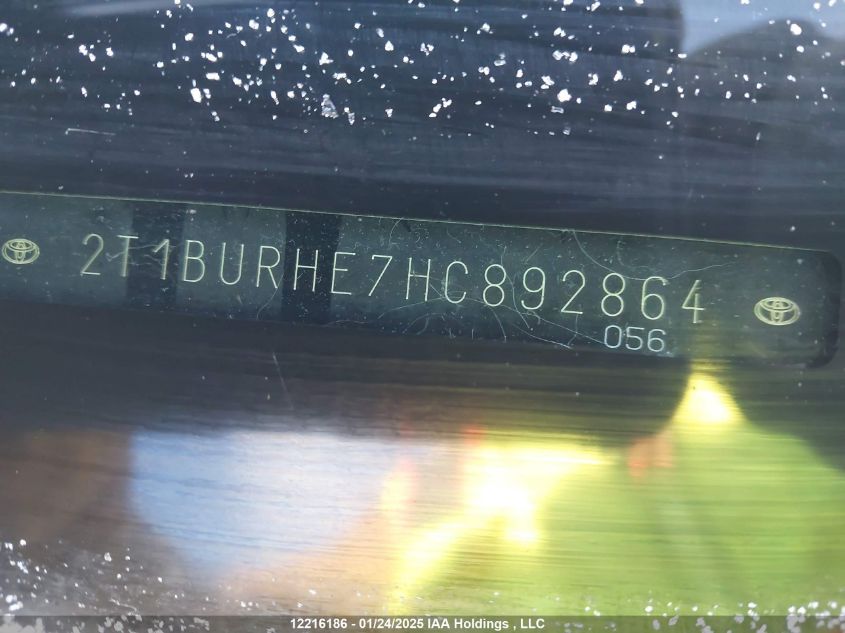 2T1BURHE7HC892864
056
12216186 - 01/24/2025 IAA Holdings , LLC